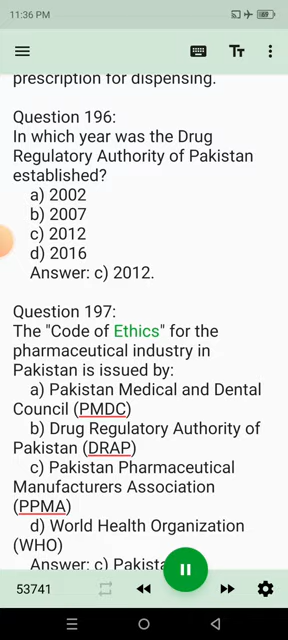 11:36 PM
prescription for dispensing.
Question 196:
In which year was the Drug
Regulatory Authority of Pakistan
established?
a) 2002
b) 2007
c) 2012
d) 2016
Answer: c) 2012.
Question 197:
The "Code of Ethics" for the
pharmaceutical industry in
Pakistan is issued by:
a) Pakistan Medical and Dental
Council (PMDC)
b) Drug Regulatory Authority of
Pakistan (DRAP)
c) Pakistan Pharmaceutical
Manufacturers Association
(PPMA)
d) World Health Organization
(WHO)
Answer: c) Pakista
53741